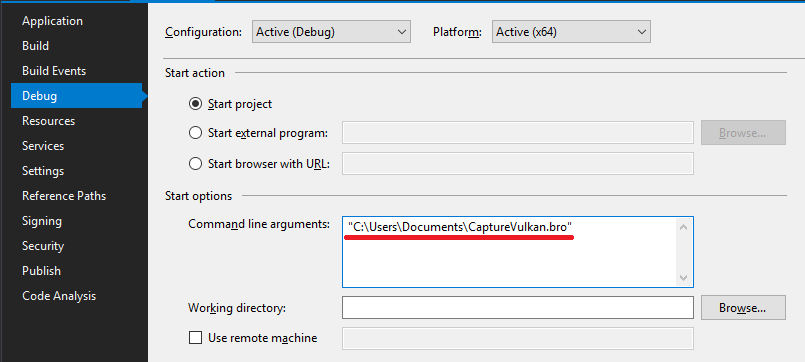 Application
Build
Build Events
Debug
Resources
Services
Settings
Reference Paths
Signing
Security
Publish
Code Analysis
Configuration: Active (Debug) Platform: Active (x64)
Start action
Start project
Start external program: Browse...
Start browser with URL:
Start options
Command line arguments: "C:\Users\Documents\CaptureVulkan.bro"
Working directory: Browse...
Use remote machine